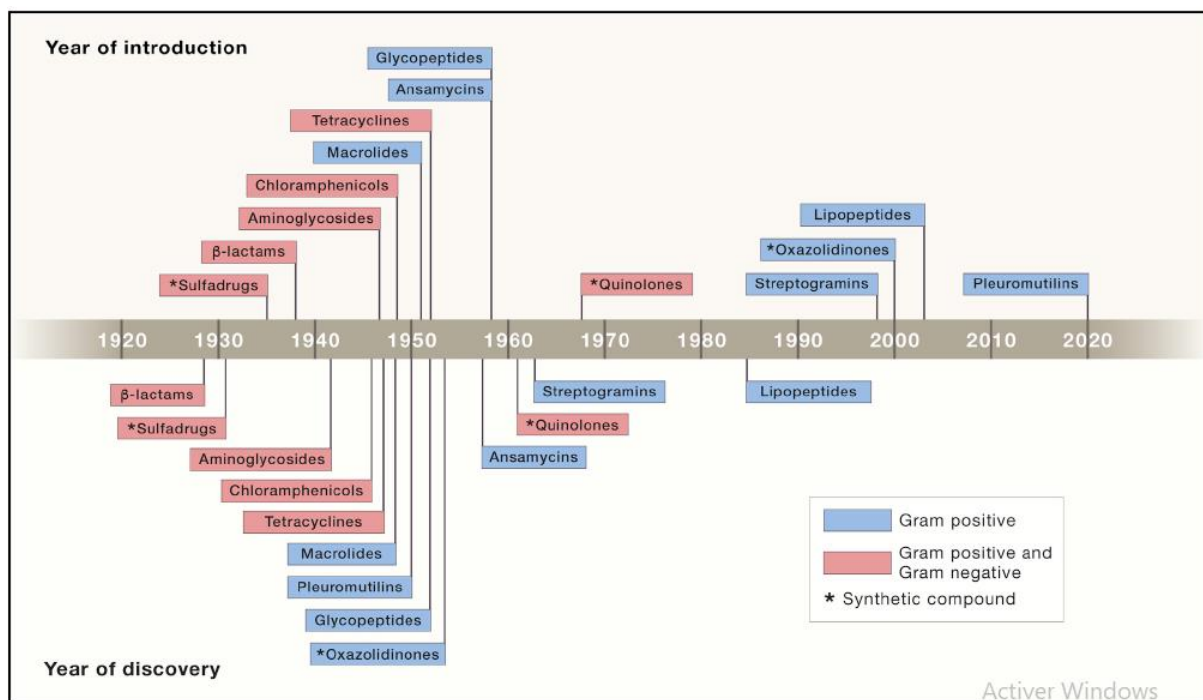 Year of introduction
Glycopeptides
Ansamycins
Tetracyclines
Macrolides
Chloramphenicols
Aminoglycosides
Lipopeptides
β-lactams
*Oxazolidinones
*Sulfadrugs
*Quinolones
Streptogramins
Pleuromutilins
1920 1930 1940 1950 1960 1970 1980 1990 2000 2010 2020
β-lactams
Streptogramins
Lipopeptides
*Sulfadrugs
*Quinolones
Aminoglycosides
Ansamycins
Chloramphenicols
Tetracyclines
Macrolides
Pleuromutilins
Glycopeptides
*Oxazolidinones
Year of discovery
Gram positive
Gram positive and
Gram negative
* Synthetic compound
Activer Windows